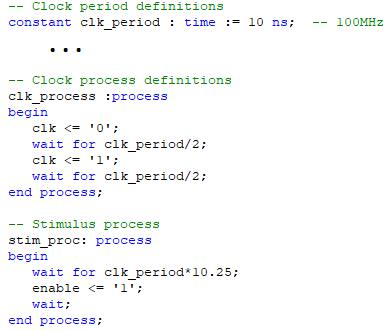 -- Clock period definitions
constant clk_period : time := 10 ns;  -- 100MHz
...
-- Clock process definitions
clk_process :process
begin
   clk <= '0';
   wait for clk_period/2;
   clk <= '1';
   wait for clk_period/2;
end process;
-- Stimulus process
stim_proc: process
begin
   wait for clk_period*10.25;
   enable <= '1';
   wait;
end process;